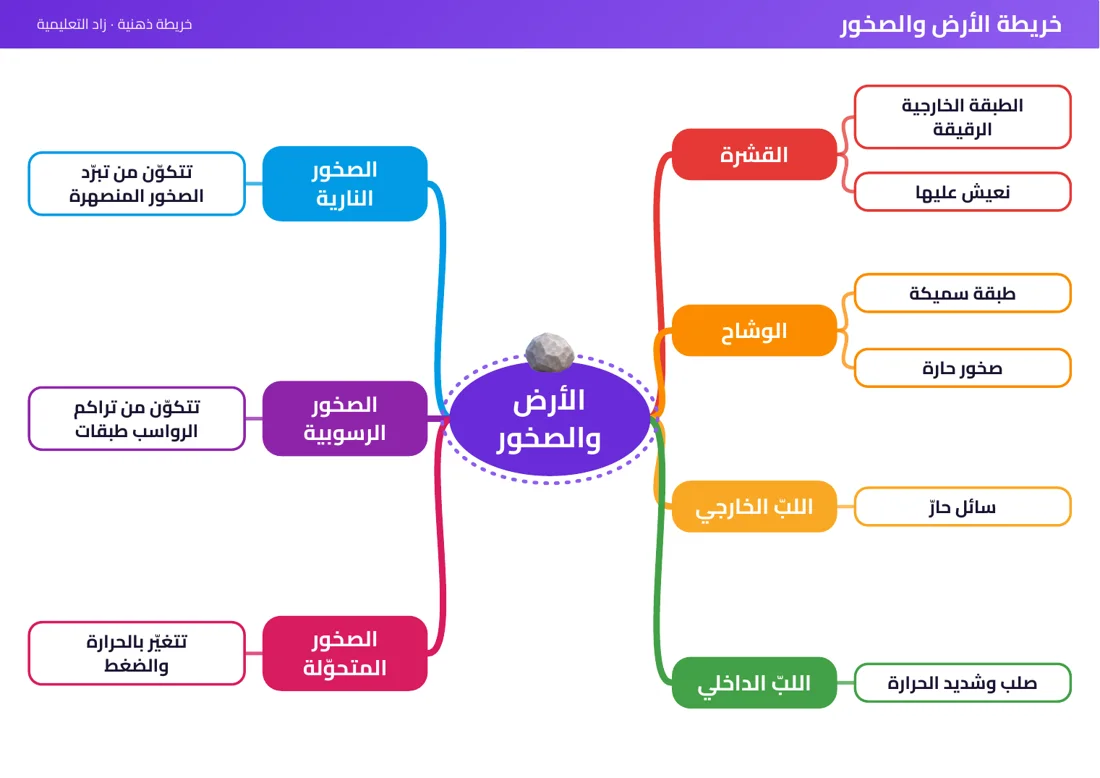 خريطة الأرض والصخور
خريطة ذهنية · زاد التعليمية
الأرض
والصخور
القشرة
الطبقة الخارجية
الرقيقة
نعيش عليها
الوشاح
طبقة سميكة
صخور حارة
اللبّ الخارجي
سائل حارّ
اللبّ الداخلي
صلب وشديد الحرارة
الصخور
النارية
تتكوّن من تبرّد
الصخور المنصهرة
الصخور
الرسوبية
تتكوّن من تراكم
الرواسب طبقات
الصخور
المتحوّلة
تتغيّر بالحرارة
والضغط